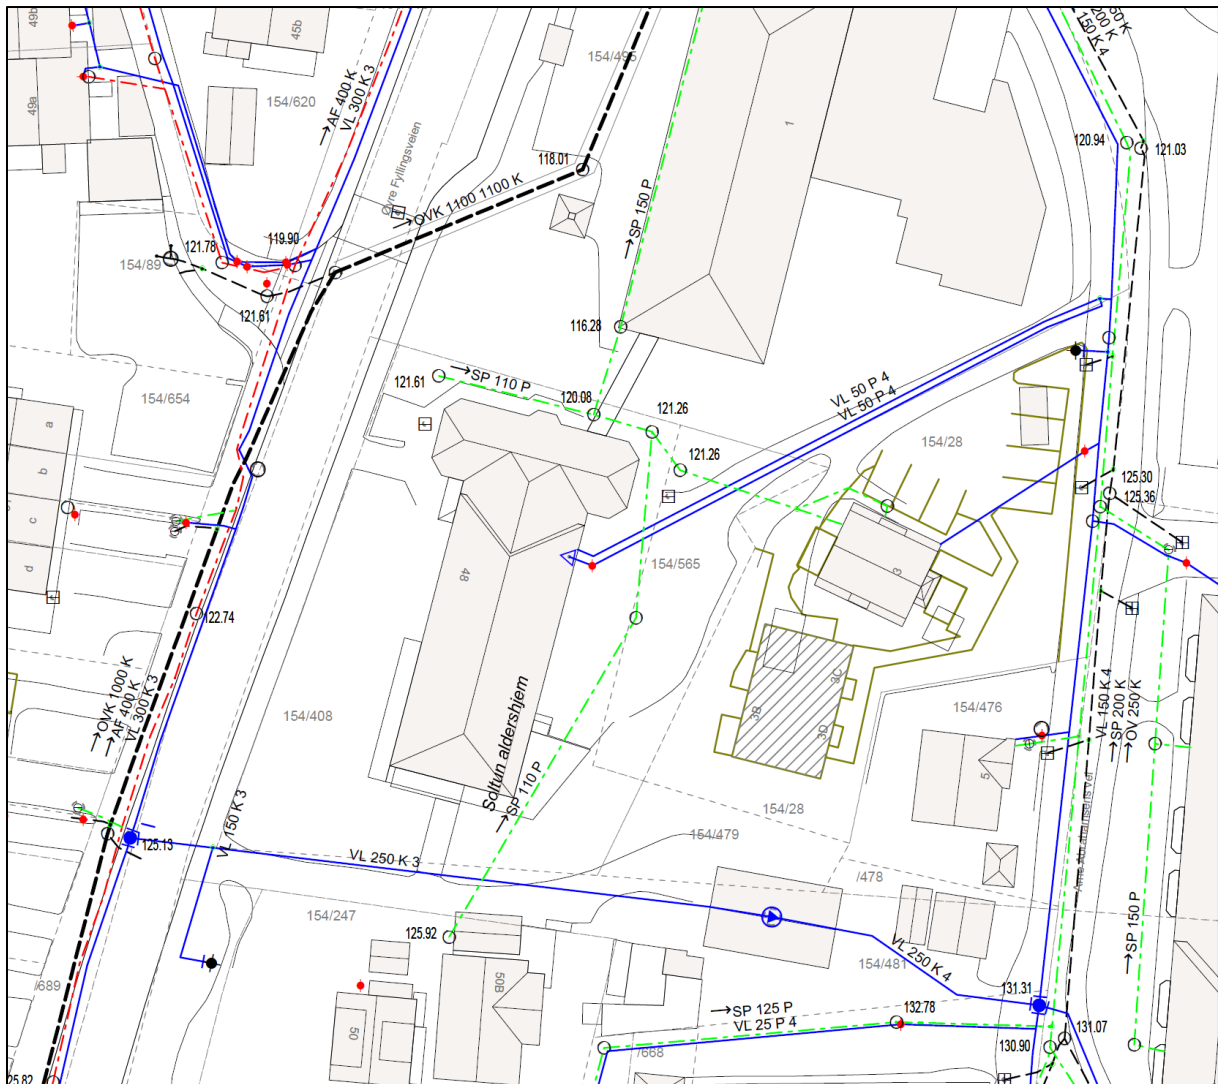 49b
45b
→AF 400 K
VL 300 K 3
154/620
49a
154/495
118.01
Øvre Fyllingsveien
→OVK 1100 1100 K
→SP 150 P
1
200 K
150 K 4
120.94
121.03
121.78
119.90
154/89
121.61
116.28
121.61
→SP 110 P
120.08
121.26
121.26
VL 50 P 4
VL 50 P 4
154/28
154/654
a
b
c
d
125.30
125.36
48
154/565
3
122.74
→OVK 1000 K
→AF 400 K
VL 300 K 3
154/408
Soltun aldershjem
→SP 110 P
3B
3C
3D
154/476
VL 150 K 4
→SP 200 K
→OV 250 K
5
125.13
VL 150 K 3
VL 250 K 3
154/28
154/479
/478
Arne Abrahamsens vei
154/247
125.92
154/481
VL 250 K 4
→SP 150 P
/689
50
50B
131.31
→SP 125 P
VL 25 P 4
132.78
131.07
130.90
/668
25.82